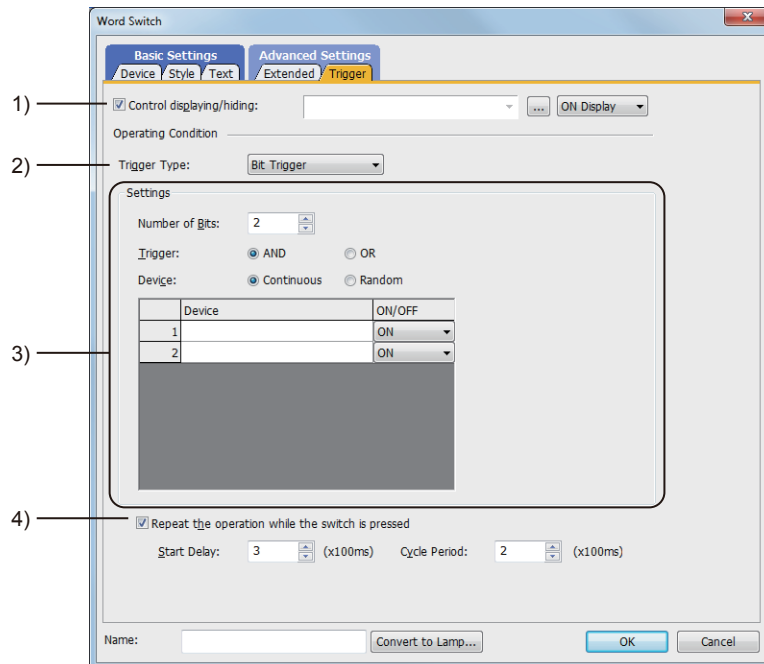 Word Switch
Basic Settings Advanced Settings
Device Style Text Extended Trigger
1) Control displaying/hiding: ... ON Display
Operating Condition
2) Trigger Type: Bit Trigger
Settings
Number of Bits: 2
Trigger: AND OR
Device: Continuous Random
Device ON/OFF
1 ON
3) 2 ON
4) Repeat the operation while the switch is pressed
Start Delay: 3 (x100ms) Cycle Period: 2 (x100ms)
Name: Convert to Lamp... OK Cancel